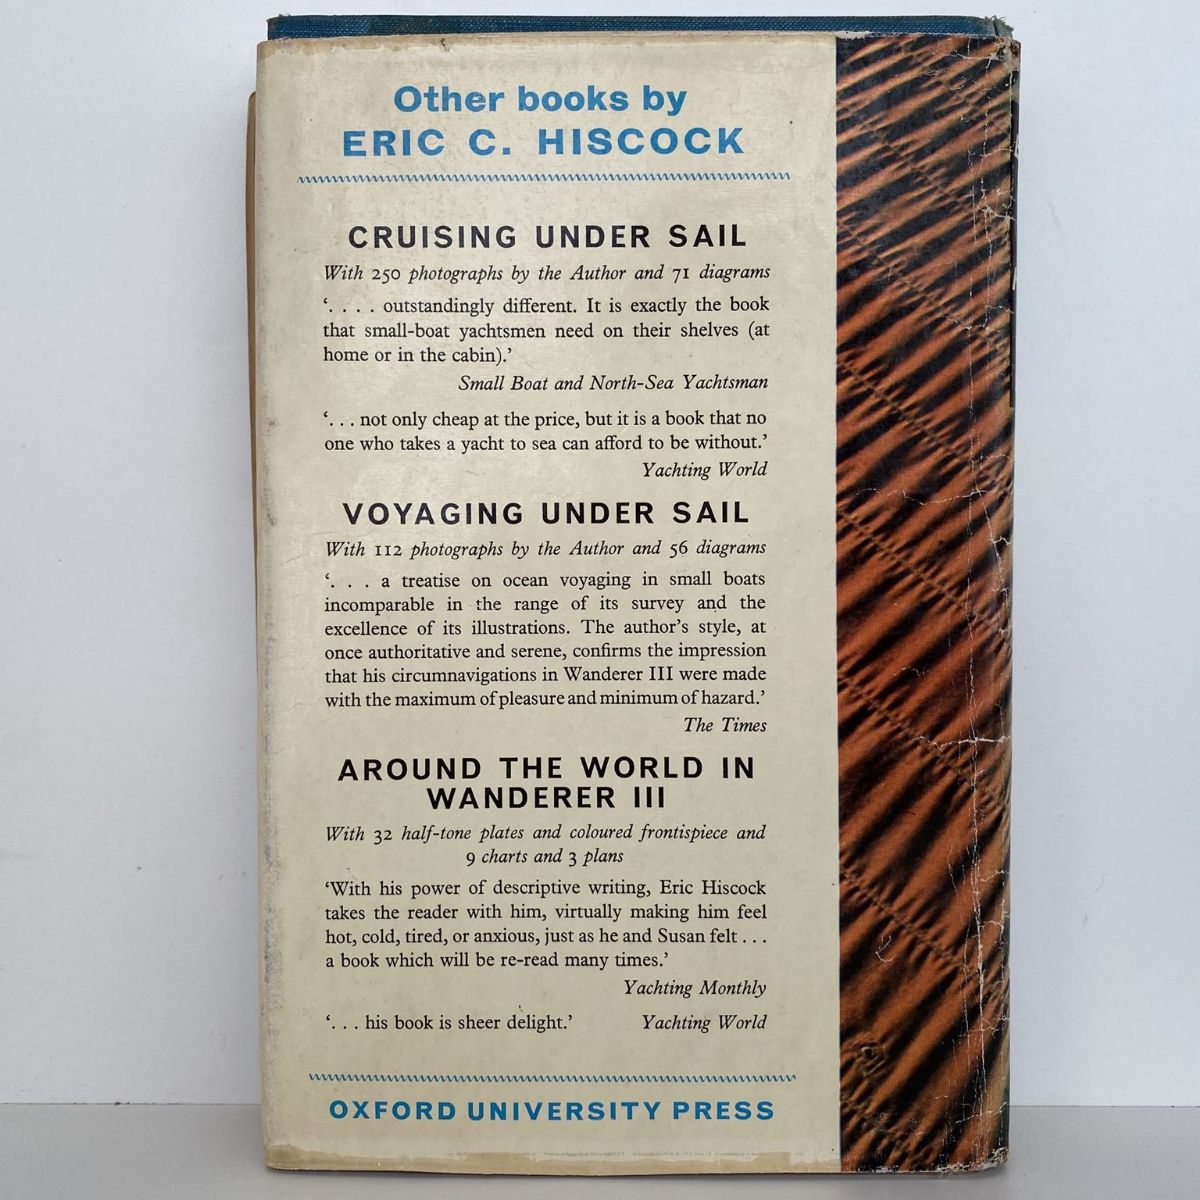 Other books by
ERIC C. HISCOCK
CRUISING UNDER SAIL
With 250 photographs by the Author and 71 diagrams
‘. . . . outstandingly different. It is exactly the book
that small-boat yachtsmen need on their shelves (at
home or in the cabin).’
Small Boat and North-Sea Yachtsman
‘. . . not only cheap at the price, but it is a book that no
one who takes a yacht to sea can afford to be without.’
Yachting World
VOYAGING UNDER SAIL
With 112 photographs by the Author and 56 diagrams
‘. . . a treatise on ocean voyaging in small boats
incomparable in the range of its survey and the
excellence of its illustrations. The author’s style, at
once authoritative and serene, confirms the impression
that his circumnavigations in Wanderer III were made
with the maximum of pleasure and minimum of hazard.’
The Times
AROUND THE WORLD IN
WANDERER III
With 32 half-tone plates and coloured frontispiece and
9 charts and 3 plans
‘With his power of descriptive writing, Eric Hiscock
takes the reader with him, virtually making him feel
hot, cold, tired, or anxious, just as he and Susan felt . . .
a book which will be re-read many times.’
Yachting Monthly
‘. . . his book is sheer delight.’ Yachting World
OXFORD UNIVERSITY PRESS